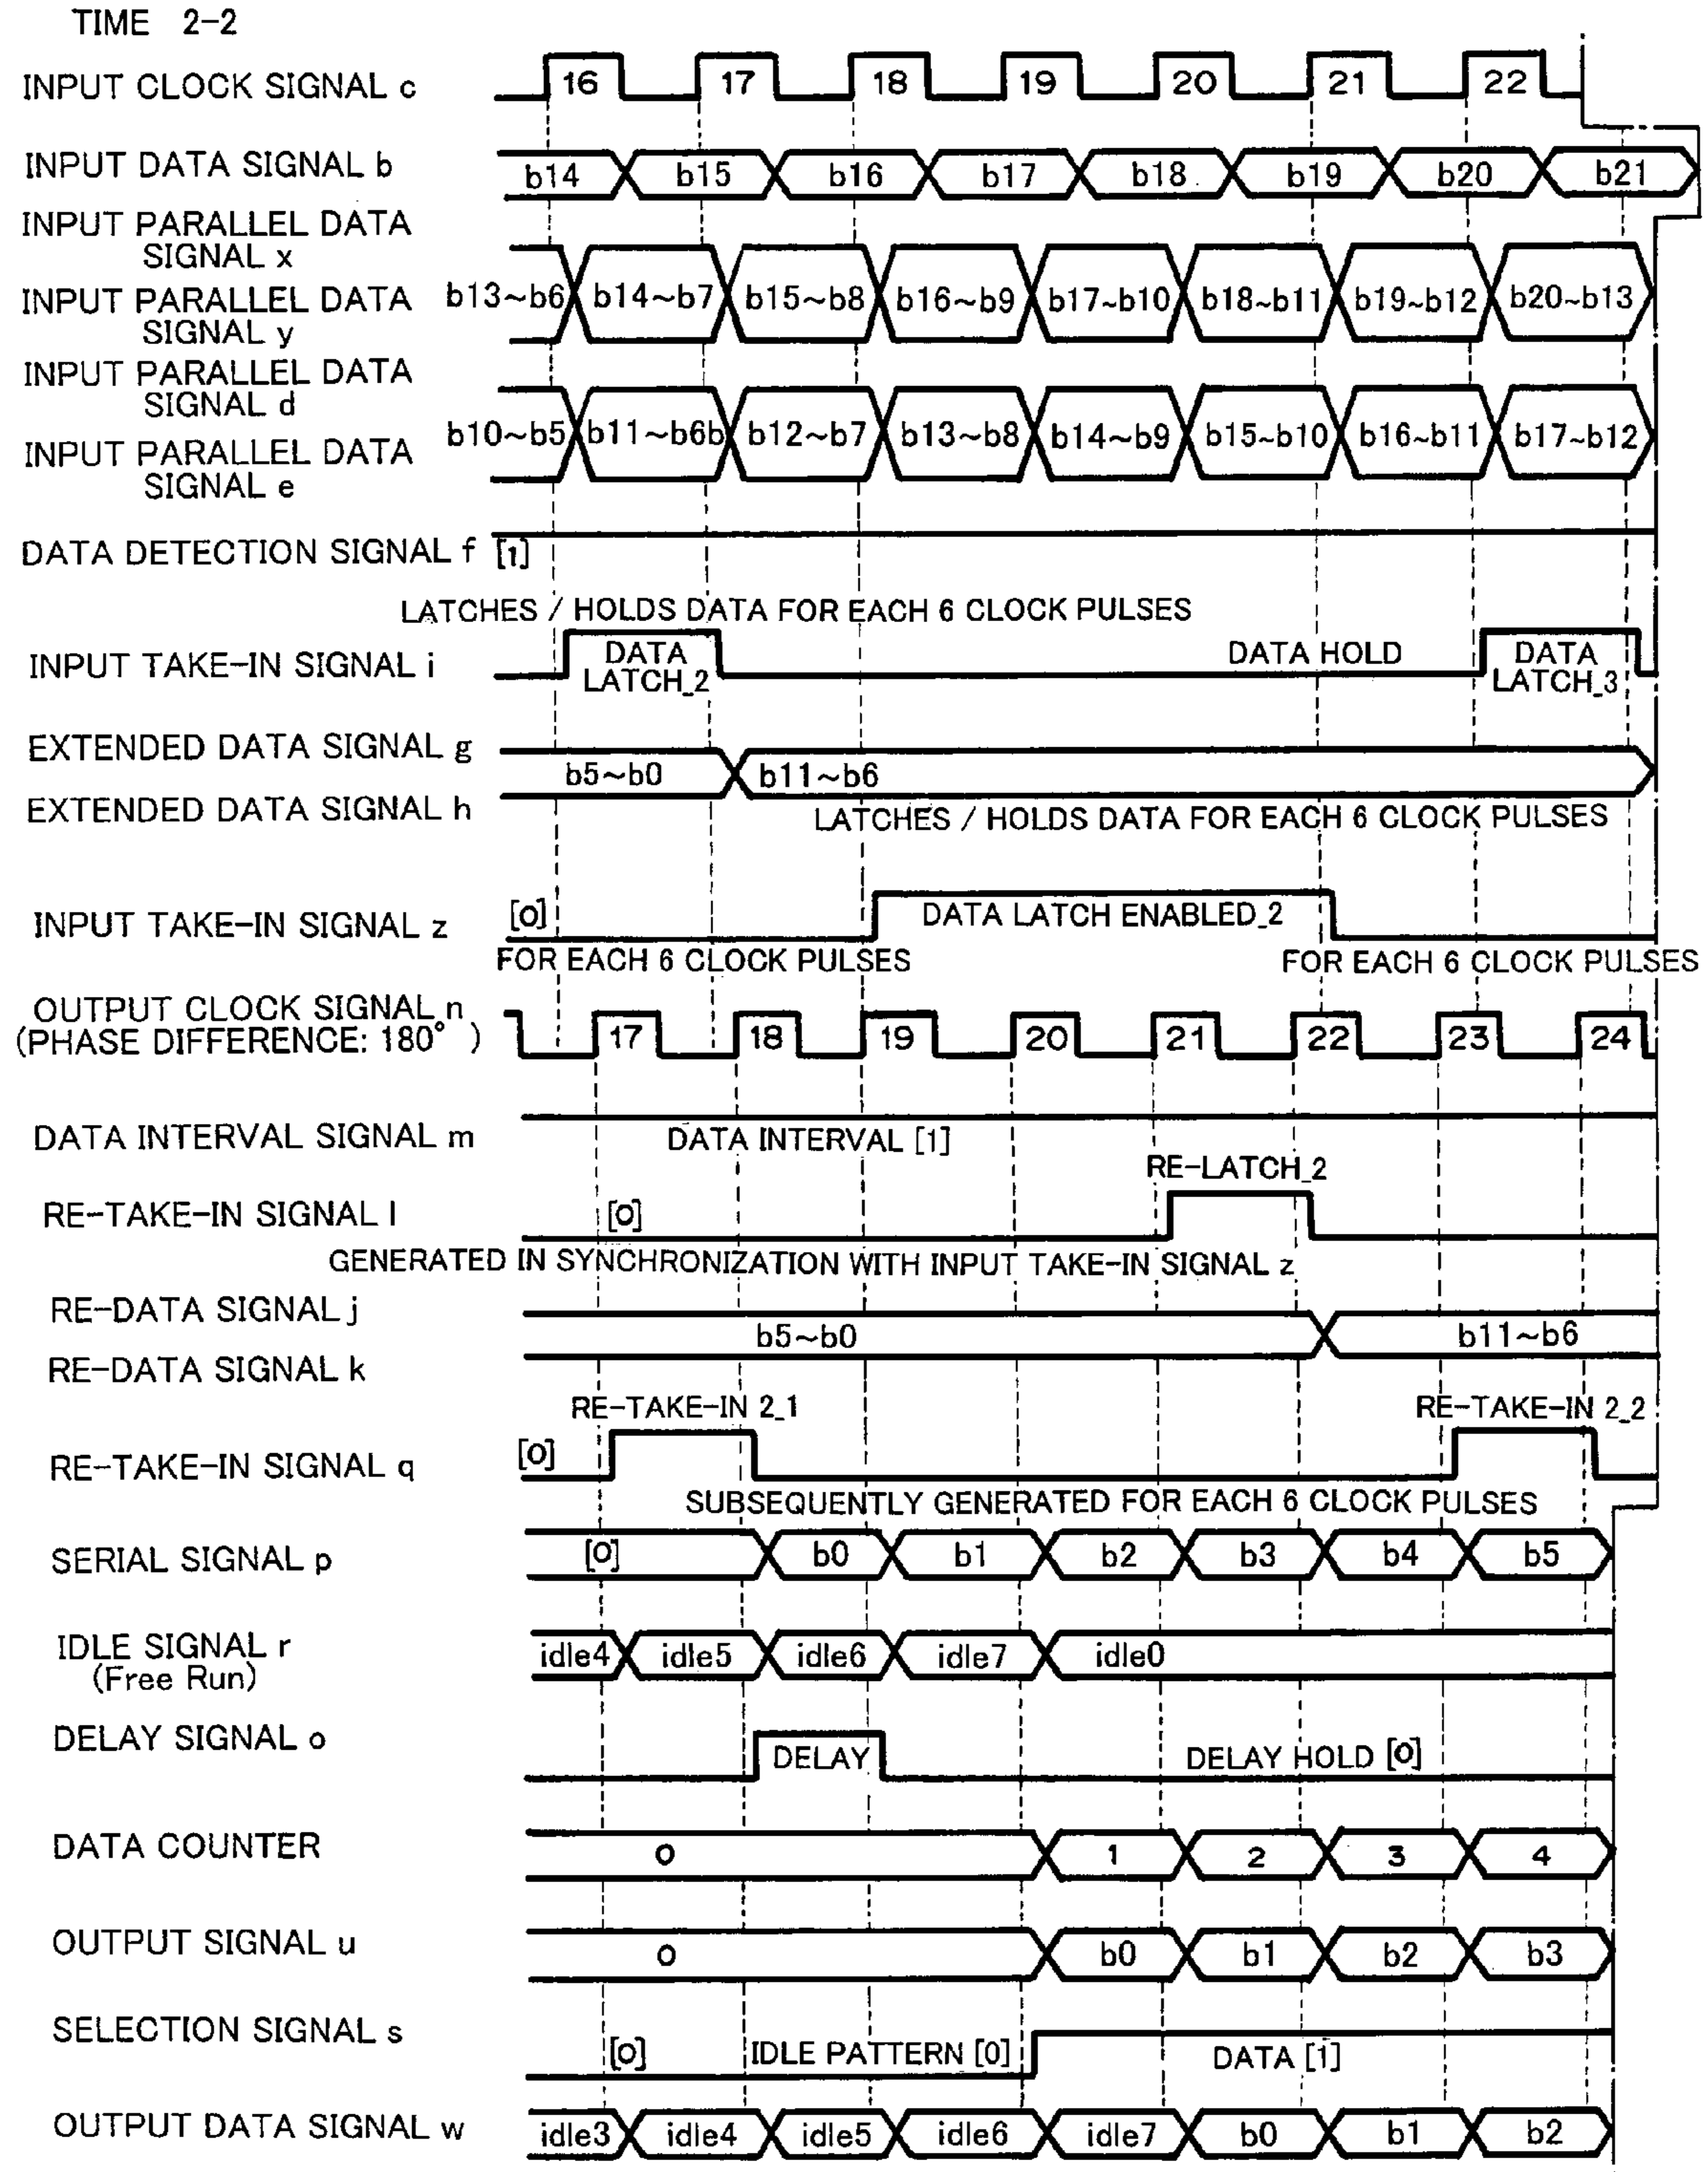 TIME 2-2
INPUT CLOCK SIGNAL c 16 17 18 19 20 21 22
INPUT DATA SIGNAL b b14 b15 b16 b17 b18 b19 b20 b21
INPUT PARALLEL DATA
SIGNAL x
INPUT PARALLEL DATA b13~b6 b14~b7 b15~b8 b16~b9 b17~b10 b18~b11 b19~b12 b20~b13
SIGNAL y
INPUT PARALLEL DATA
SIGNAL d
INPUT PARALLEL DATA b10~b5 b11~b6b b12~b7 b13~b8 b14~b9 b15~b10 b16~b11 b17~b12
SIGNAL e
DATA DETECTION SIGNAL f [1]
LATCHES / HOLDS DATA FOR EACH 6 CLOCK PULSES
INPUT TAKE-IN SIGNAL i DATA DATA HOLD DATA
LATCH_2 LATCH_3
EXTENDED DATA SIGNAL g
b5~b0 b11~b6
EXTENDED DATA SIGNAL h LATCHES / HOLDS DATA FOR EACH 6 CLOCK PULSES
INPUT TAKE-IN SIGNAL z [0] DATA LATCH ENABLED_2
FOR EACH 6 CLOCK PULSES FOR EACH 6 CLOCK PULSES
OUTPUT CLOCK SIGNAL n
(PHASE DIFFERENCE: 180° ) 17 18 19 20 21 22 23 24
DATA INTERVAL SIGNAL m DATA INTERVAL [1]
RE-LATCH_2
RE-TAKE-IN SIGNAL l [0]
GENERATED IN SYNCHRONIZATION WITH INPUT TAKE-IN SIGNAL z
RE-DATA SIGNAL j
b5~b0 b11~b6
RE-DATA SIGNAL k
RE-TAKE-IN 2_1 RE-TAKE-IN 2_2
RE-TAKE-IN SIGNAL q [0]
SUBSEQUENTLY GENERATED FOR EACH 6 CLOCK PULSES
SERIAL SIGNAL p [0] b0 b1 b2 b3 b4 b5
IDLE SIGNAL r idle4 idle5 idle6 idle7 idle0
(Free Run)
DELAY SIGNAL o DELAY DELAY HOLD [0]
DATA COUNTER 0 1 2 3 4
OUTPUT SIGNAL u 0 b0 b1 b2 b3
SELECTION SIGNAL s [0] IDLE PATTERN [0] DATA [1]
OUTPUT DATA SIGNAL w idle3 idle4 idle5 idle6 idle7 b0 b1 b2